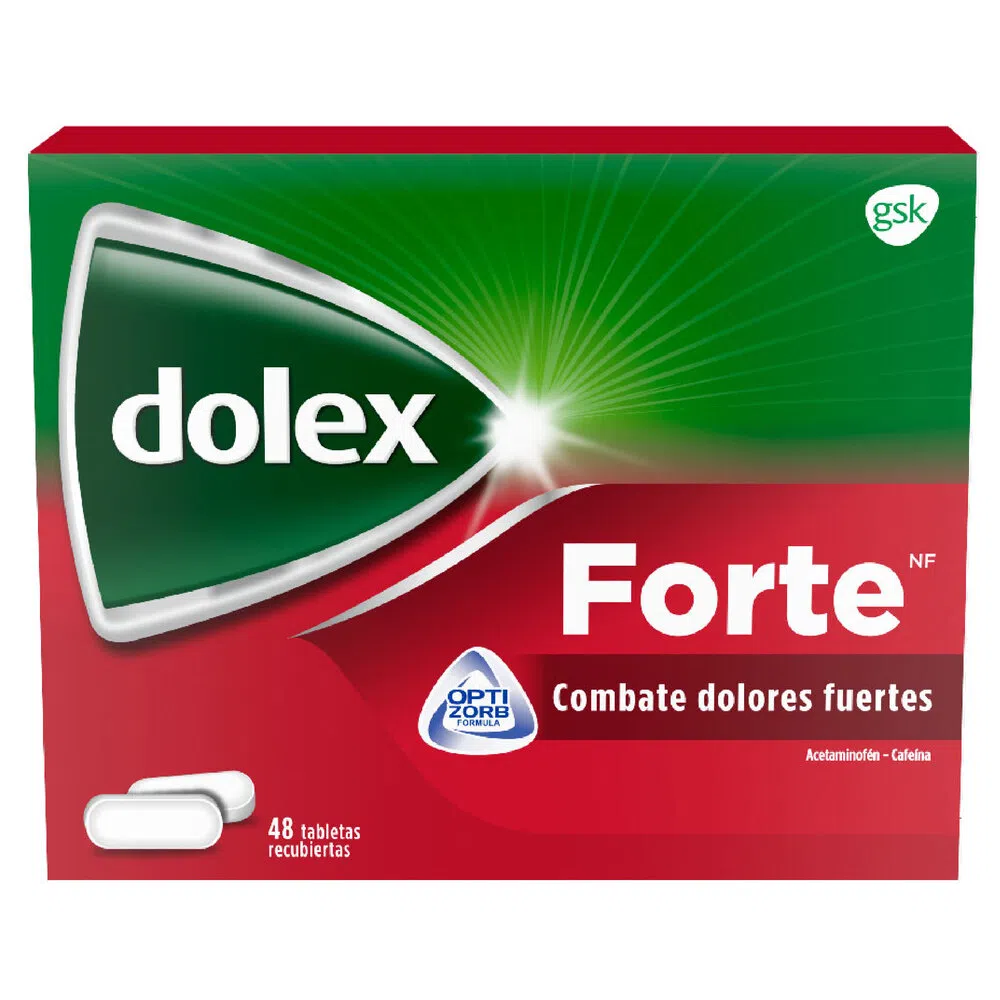 gsk
dolex
Forte NF
OPTI
ZORB
FORMULA
Combate dolores fuertes
Acetaminofén - Cafeína
48 tabletas
recubiertas